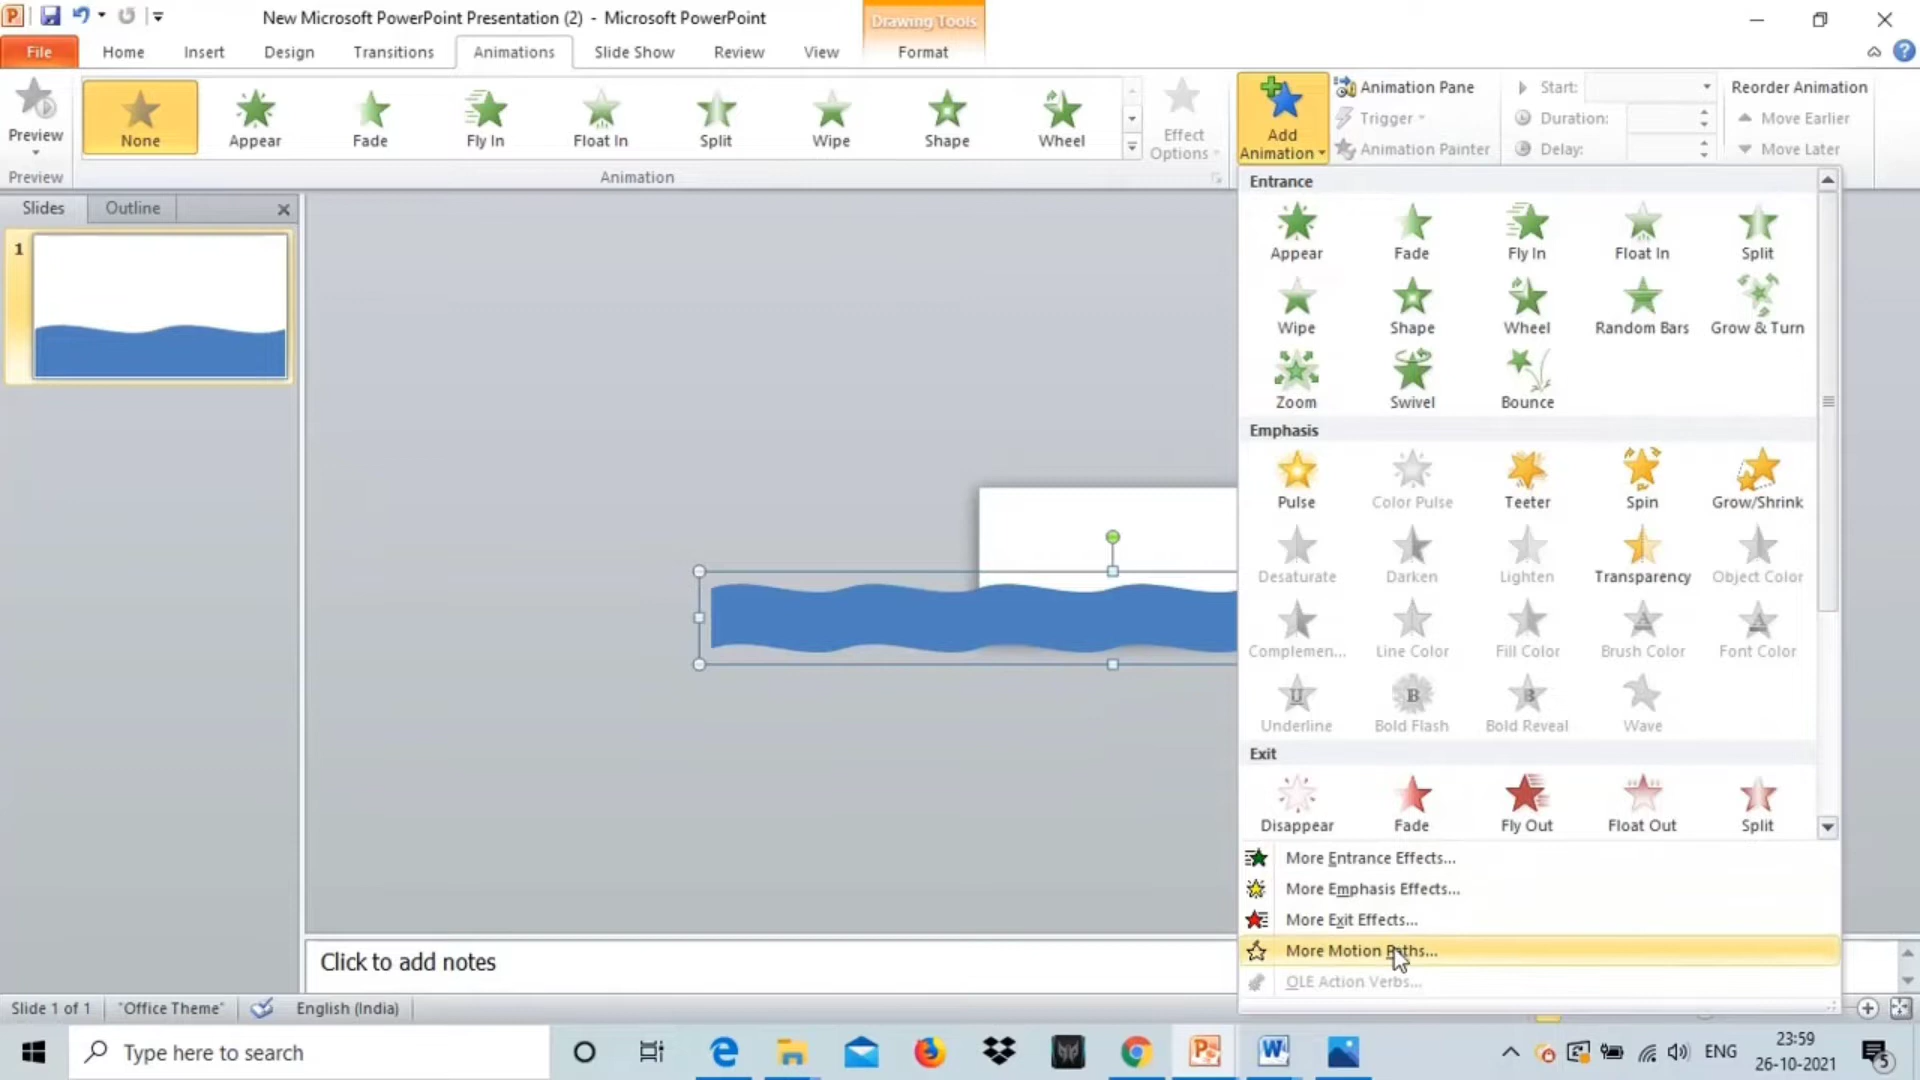 New Microsoft PowerPoint Presentation (2) - Microsoft PowerPoint
Drawing Tools
File Home Insert Design Transitions Animations Slide Show Review View Format
Preview
None Appear Fade Fly In Float In Split Wipe Shape Wheel
Effect Options
Add Animation
Animation Pane
Trigger
Animation Painter
Start:
Duration:
Delay:
Reorder Animation
Move Earlier
Move Later
Preview
Animation
Slides Outline
1
Entrance
Appear Fade Fly In Float In Split
Wipe Shape Wheel Random Bars Grow & Turn
Zoom Swivel Bounce
Emphasis
Pulse Color Pulse Teeter Spin Grow/Shrink
Desaturate Darken Lighten Transparency Object Color
Complemen... Line Color Fill Color Brush Color Font Color
Underline Bold Flash Bold Reveal Wave
Exit
Disappear Fade Fly Out Float Out Split
More Entrance Effects...
More Emphasis Effects...
More Exit Effects...
More Motion Paths...
OLE Action Verbs...
Click to add notes
Slide 1 of 1 "Office Theme" English (India)
Type here to search
ENG
23:59
26-10-2021
5